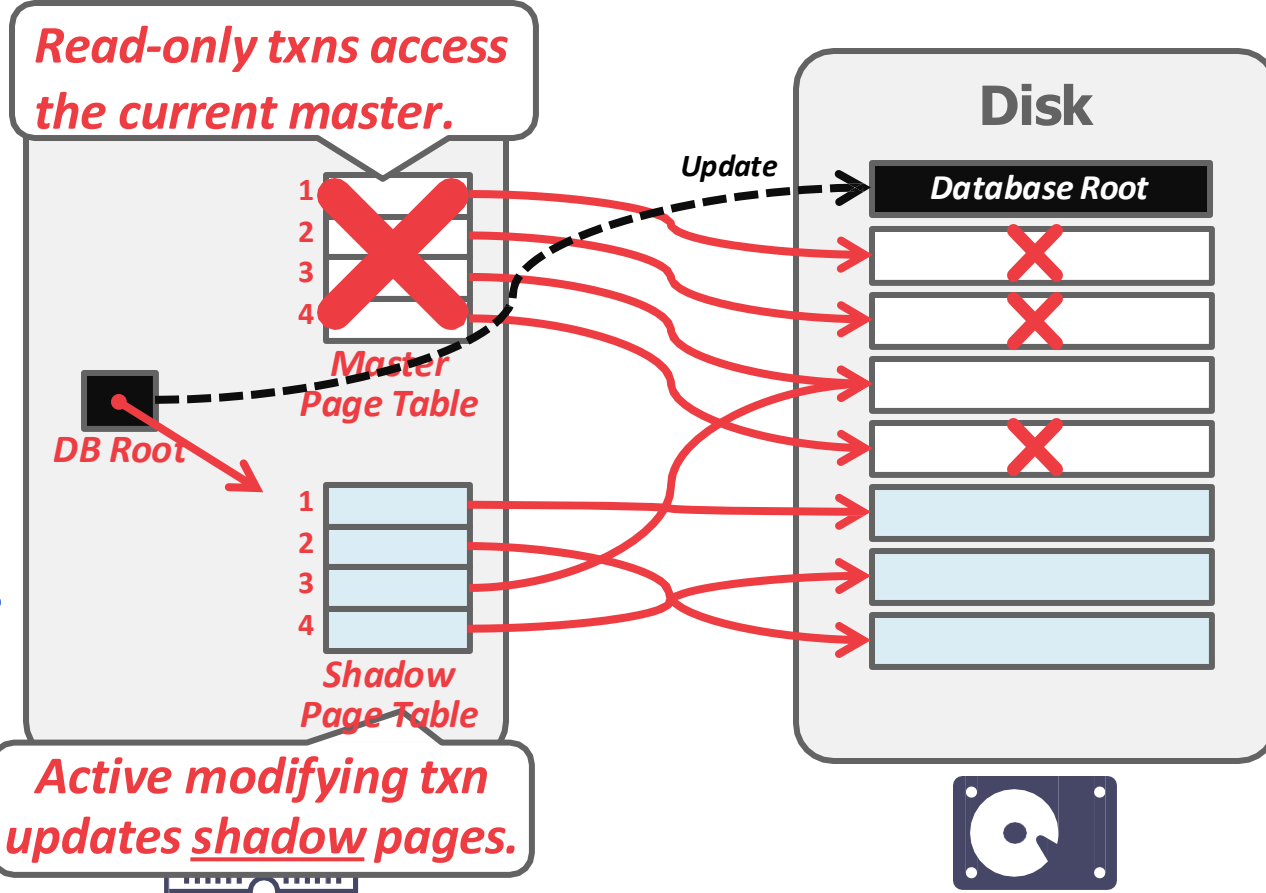 Read-only txns access
the current master.
Disk
Update
Database Root
1
2
3
4
Master
Page Table
DB Root
1
2
3
4
Shadow
Page Table
Active modifying txn
updates shadow pages.